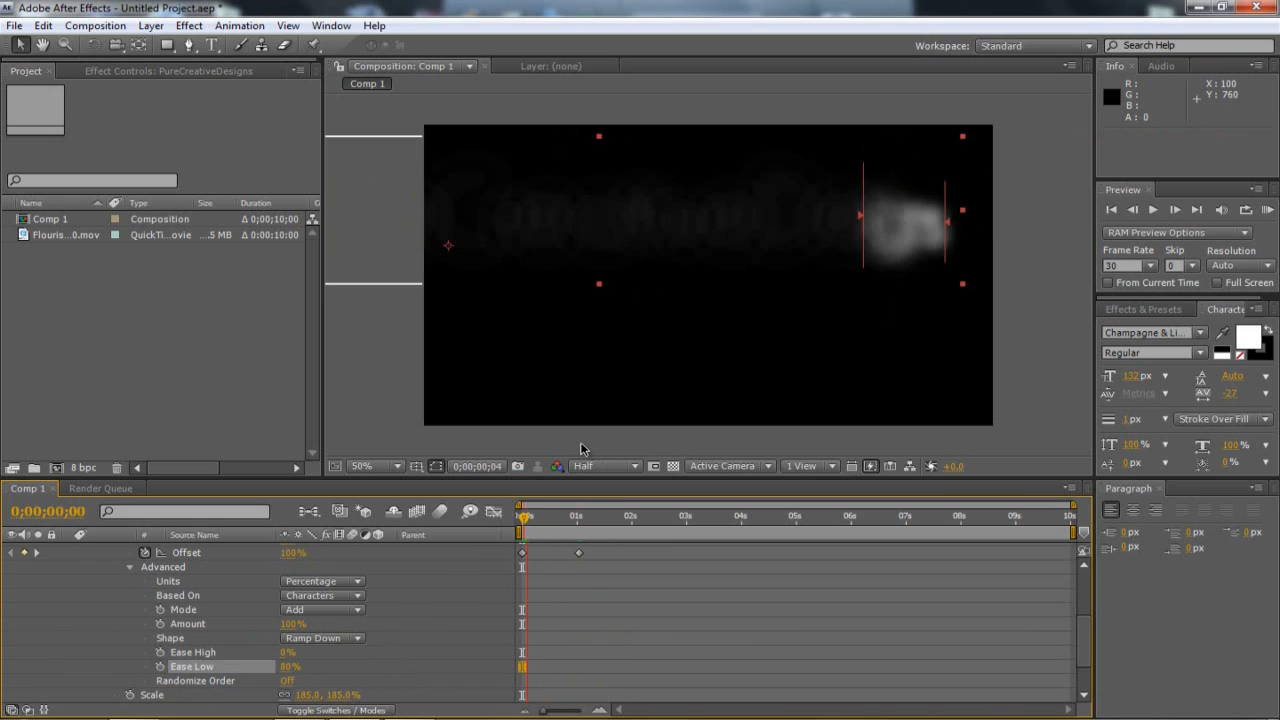 Adobe After Effects - Untitled Project.aep *
File Edit Composition Layer Effect Animation View Window Help
Workspace: Standard Search Help
Project Effect Controls: PureCreativeDesigns
Composition: Comp 1 Layer: (none)
Comp 1
Info Audio
R: X: 100
G: Y: 760
B:
A: 0
Name Type Size Duration
Comp 1 Composition Δ 0;00;10;00
Flouris...0.mov QuickTi...ovie ....5 MB Δ 0:00:10:00
8 bpc
Preview
RAM Preview Options
Frame Rate Skip Resolution
30 0 Auto
From Current Time Full Screen
Effects & Presets Characte
Champagne & Li...
Regular
132 px Auto
Metrics -27
1 px Stroke Over Fill
100 % 100 %
0 px 0 %
50% 0;00;00;04 Half Active Camera 1 View +0.0
Comp 1 Render Queue
0;00;00;00
# Source Name Parent
01s 02s 03s 04s 05s 06s 07s 08s 09s 10s
Offset 100%
Advanced
Units Percentage
Based On Characters
Mode Add
Amount 100%
Shape Ramp Down
Ease High 0%
Ease Low 80%
Randomize Order Off
Scale 185.0, 185.0%
Toggle Switches / Modes
Paragraph
0 px 0 px 0 px
0 px 0 px